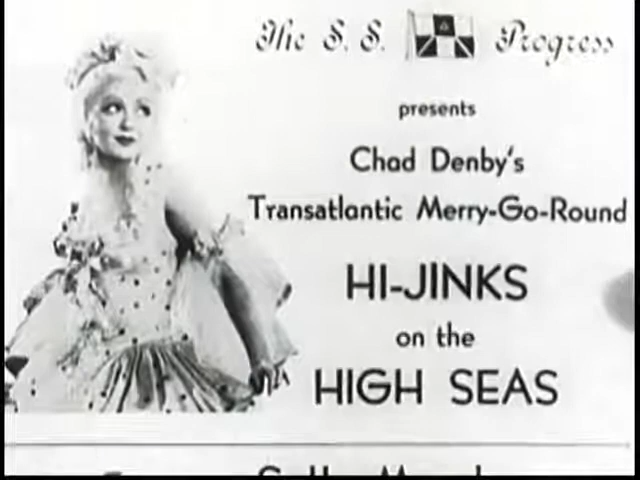 The S. S. Progress
presents
Chad Denby's
Transatlantic Merry-Go-Round
HI-JINKS
on the
HIGH SEAS